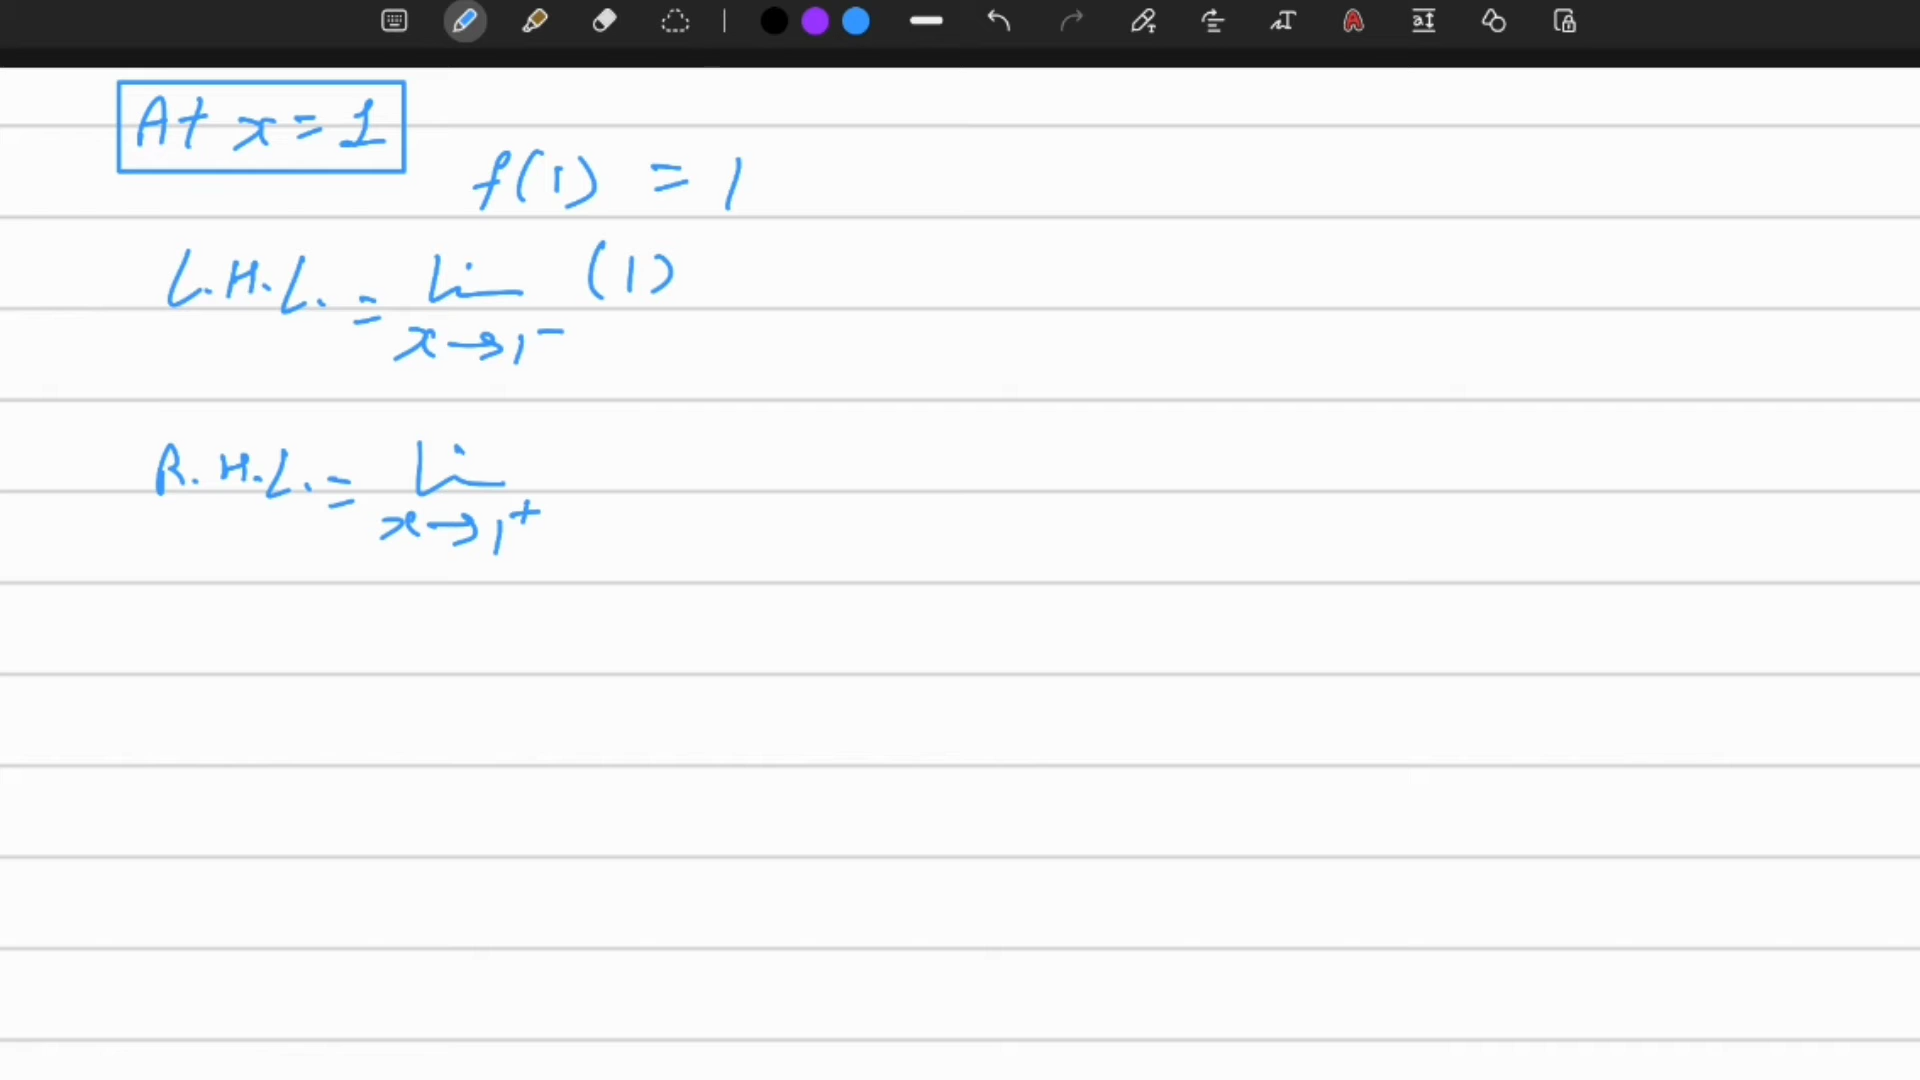 At x = 1
f(1) = 1
L.H.L. = Lim (1)
x→1⁻
R.H.L. = Lim
x→1⁺